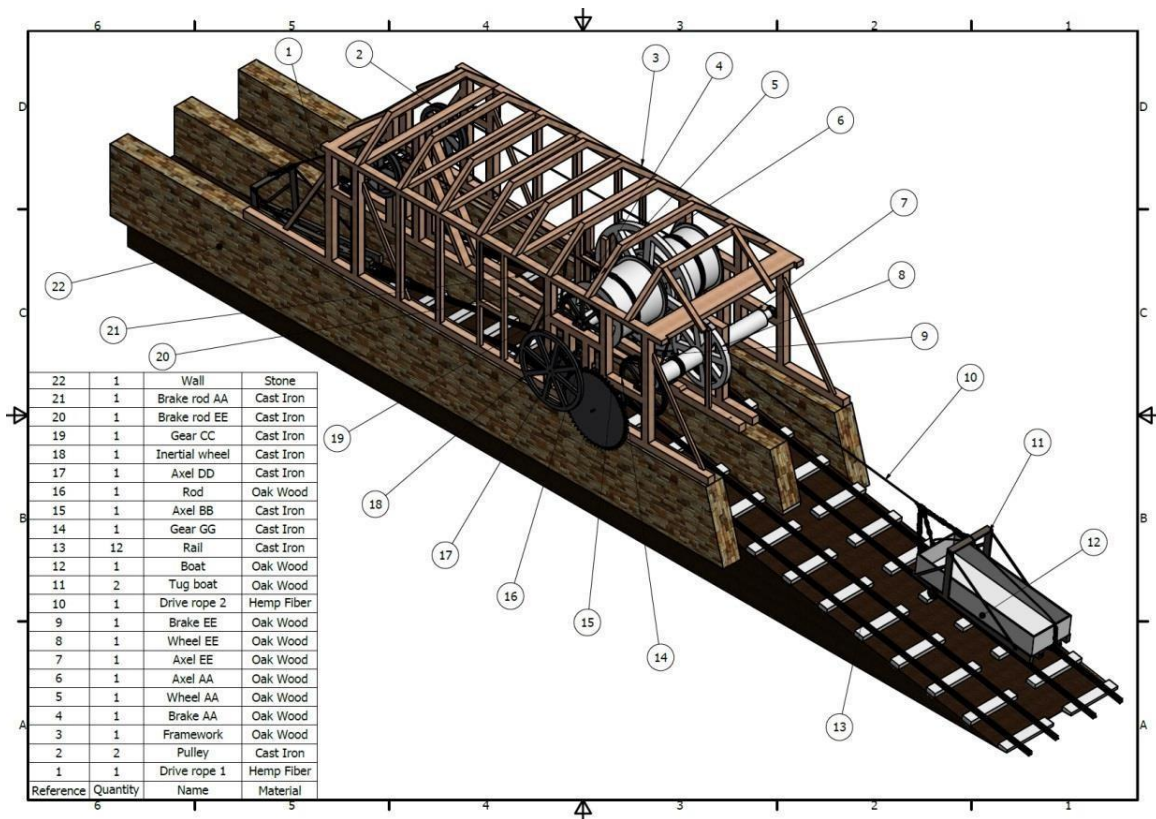 6 5 4 3 2 1
D
D
C
C
B
B
A
A
1
2
3
4
5
6
7
8
9
10
11
12
13
14
15
16
17
18
19
20
21
22
22 1 Wall Stone
21 1 Brake rod AA Cast Iron
20 1 Brake rod EE Cast Iron
19 1 Gear CC Cast Iron
18 1 Inertial wheel Cast Iron
17 1 Axel DD Cast Iron
16 1 Rod Oak Wood
15 1 Axel BB Cast Iron
14 1 Gear GG Cast Iron
13 12 Rail Cast Iron
12 1 Boat Oak Wood
11 2 Tug boat Oak Wood
10 1 Drive rope 2 Hemp Fiber
9 1 Brake EE Oak Wood
8 1 Wheel EE Oak Wood
7 1 Axel EE Oak Wood
6 1 Axel AA Oak Wood
5 1 Wheel AA Oak Wood
4 1 Brake AA Oak Wood
3 1 Framework Oak Wood
2 2 Pulley Cast Iron
1 1 Drive rope 1 Hemp Fiber
Reference Quantity Name Material
6 5 4 3 2 1